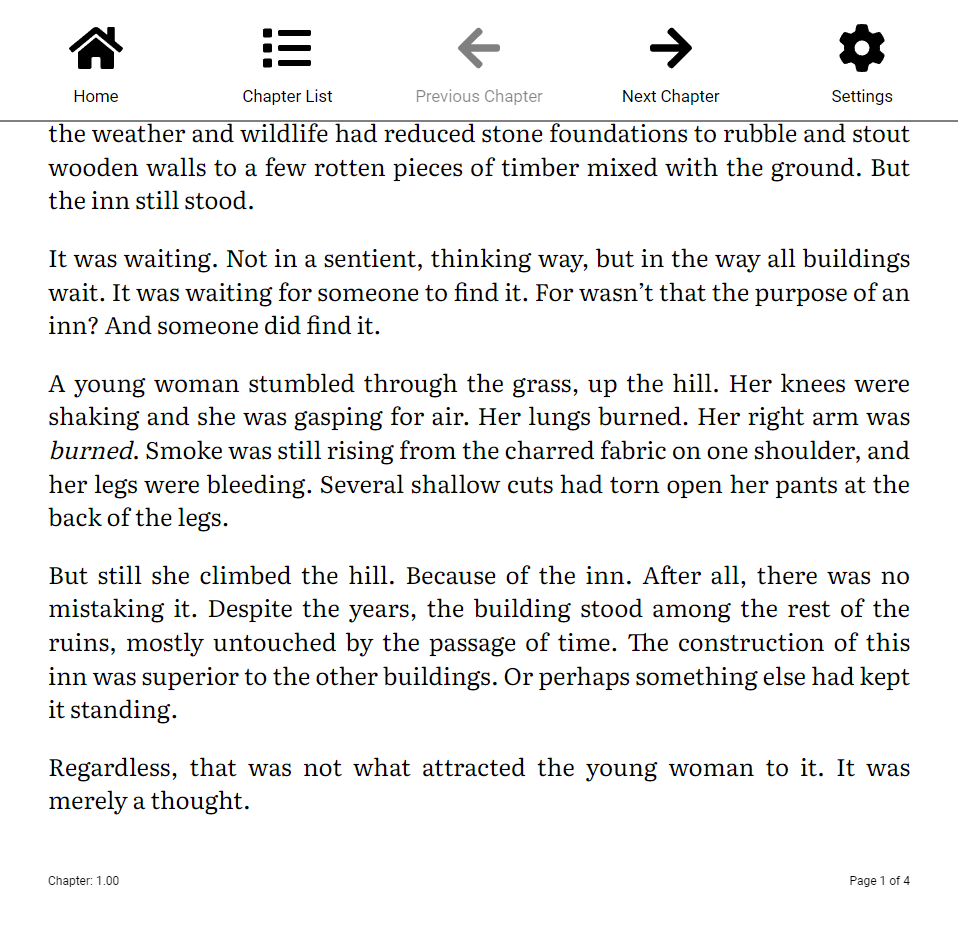 Home
Chapter List
Previous Chapter
Next Chapter
Settings
the weather and wildlife had reduced stone foundations to rubble and stout
wooden walls to a few rotten pieces of timber mixed with the ground. But
the inn still stood.
It was waiting. Not in a sentient, thinking way, but in the way all buildings
wait. It was waiting for someone to find it. For wasn’t that the purpose of an
inn? And someone did find it.
A young woman stumbled through the grass, up the hill. Her knees were
shaking and she was gasping for air. Her lungs burned. Her right arm was
burned. Smoke was still rising from the charred fabric on one shoulder, and
her legs were bleeding. Several shallow cuts had torn open her pants at the
back of the legs.
But still she climbed the hill. Because of the inn. After all, there was no
mistaking it. Despite the years, the building stood among the rest of the
ruins, mostly untouched by the passage of time. The construction of this
inn was superior to the other buildings. Or perhaps something else had kept
it standing.
Regardless, that was not what attracted the young woman to it. It was
merely a thought.
Chapter: 1.00
Page 1 of 4